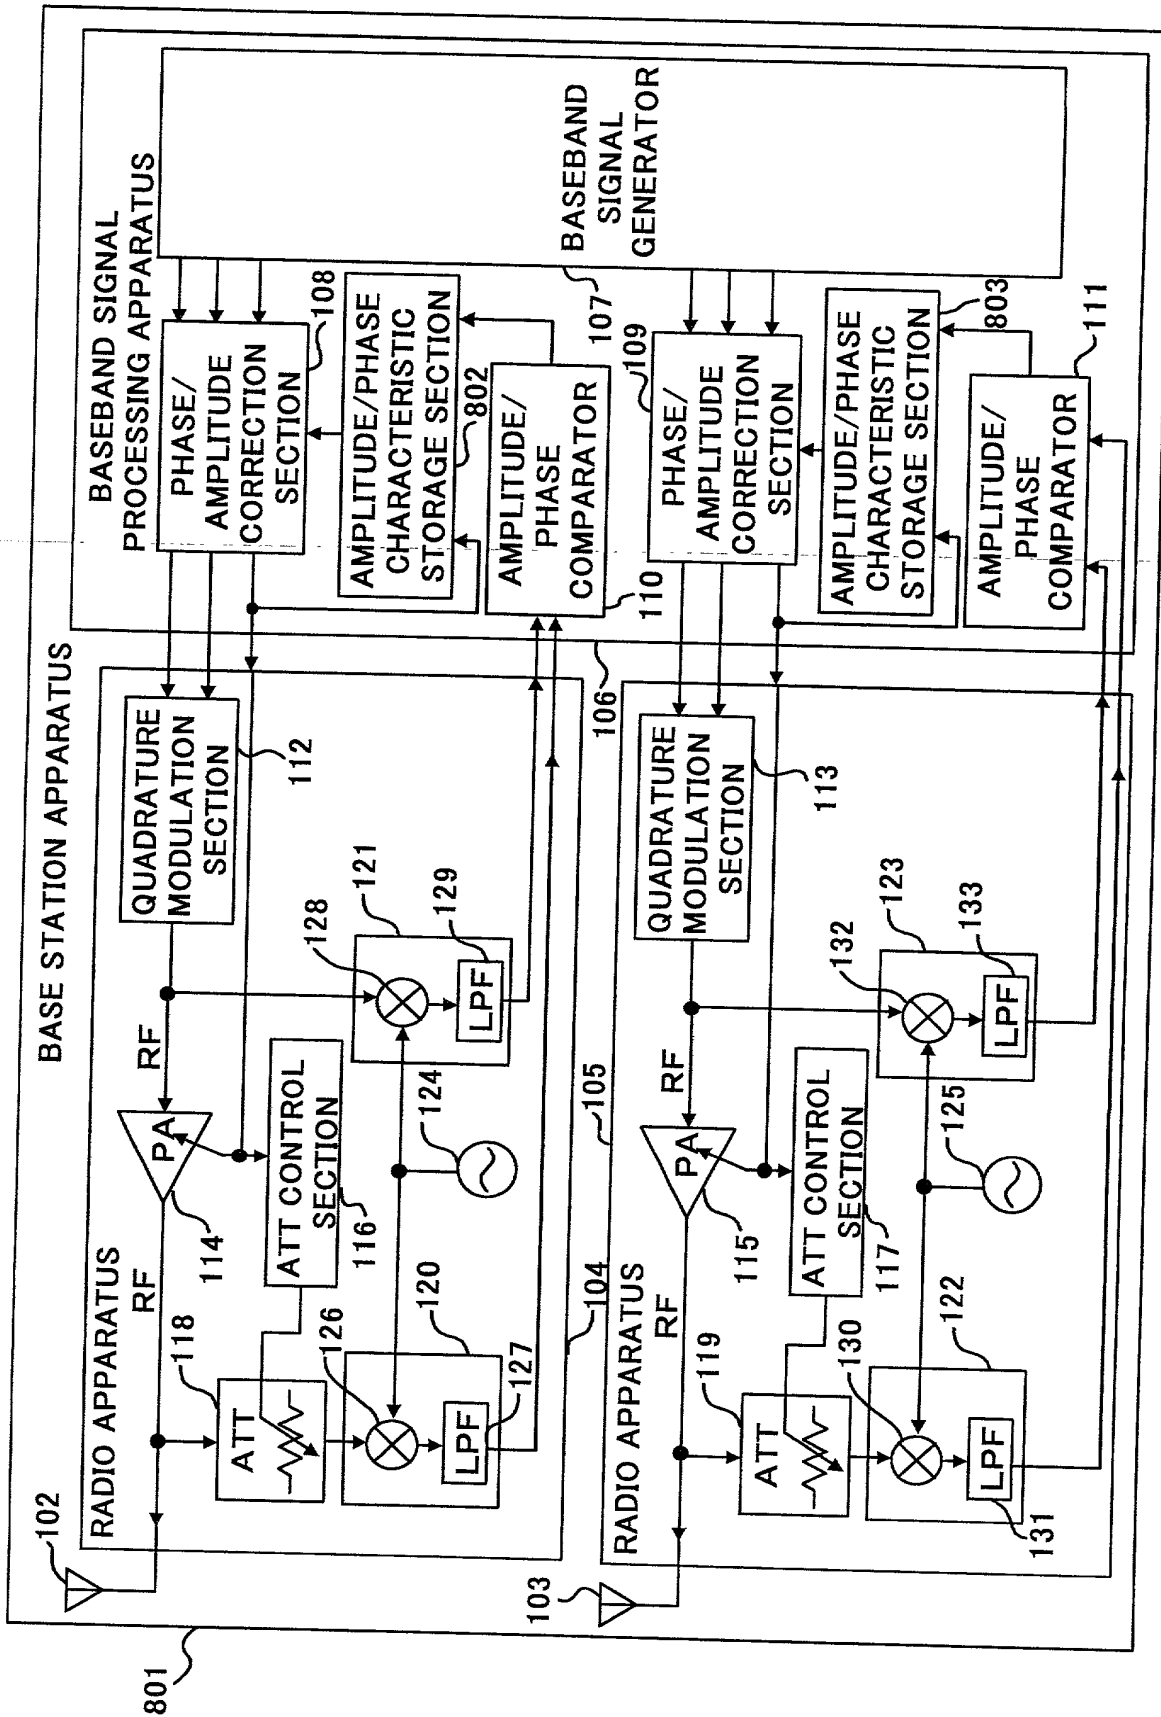 BASE STATION APPARATUS
801
102
RADIO APPARATUS
RF
114
PA
RF
QUADRATURE
MODULATION
SECTION
112
118
ATT
ATT CONTROL
SECTION
116
126
120
LPF
127
124
128
121
LPF
129
104
BASEBAND SIGNAL
PROCESSING APPARATUS
PHASE/
AMPLITUDE
CORRECTION
SECTION
108
AMPLITUDE/PHASE
CHARACTERISTIC
STORAGE SECTION
802
AMPLITUDE/
PHASE
COMPARATOR
110
106
BASEBAND
SIGNAL
GENERATOR
107
103
RADIO APPARATUS
105
RF
115
PA
RF
QUADRATURE
MODULATION
SECTION
113
119
ATT
ATT CONTROL
SECTION
117
130
122
LPF
131
125
132
123
LPF
133
109
PHASE/
AMPLITUDE
CORRECTION
SECTION
AMPLITUDE/PHASE
CHARACTERISTIC
STORAGE SECTION
803
AMPLITUDE/
PHASE
COMPARATOR
111